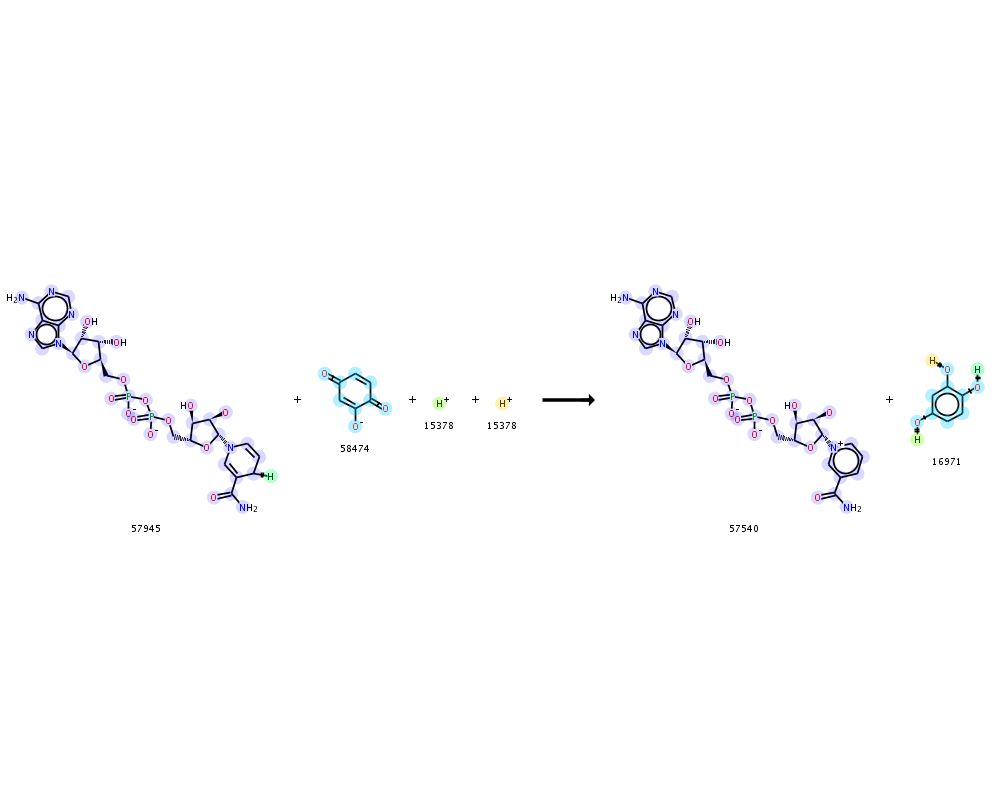 N N
H₂N H₂N
N N
OH OH
N N
N OH N OH
O O
O O H H
O O
O P O O P O O O
HO O + + H⁺ + H⁺ HO O +
O⁻ O P O O⁻ O⁻ O P O O
15378 15378
O⁻ O⁻ H
N O N⁺ O
58474
16971
H
O O
NH₂ NH₂
57945 57540